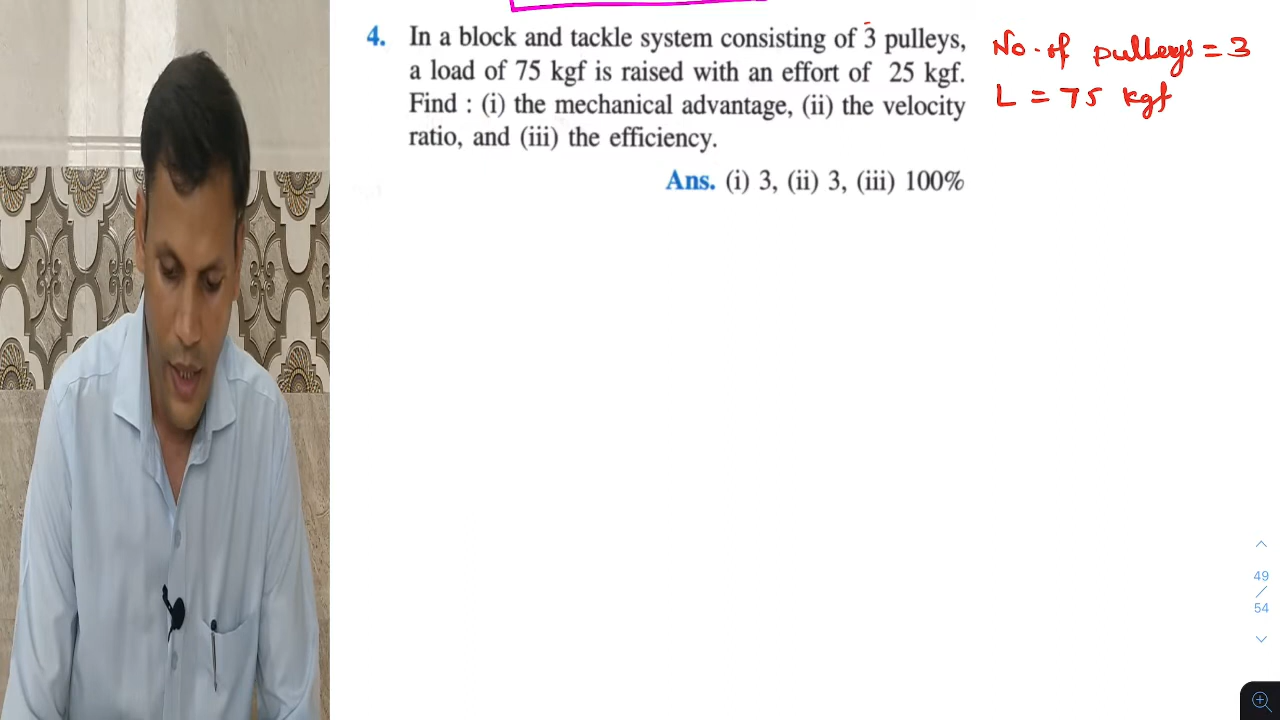 4. In a block and tackle system consisting of 3 pulleys,
a load of 75 kgf is raised with an effort of 25 kgf.
Find : (i) the mechanical advantage, (ii) the velocity
ratio, and (iii) the efficiency.
Ans. (i) 3, (ii) 3, (iii) 100%
No. of pulleys = 3
L = 75 kgf
49
/
54